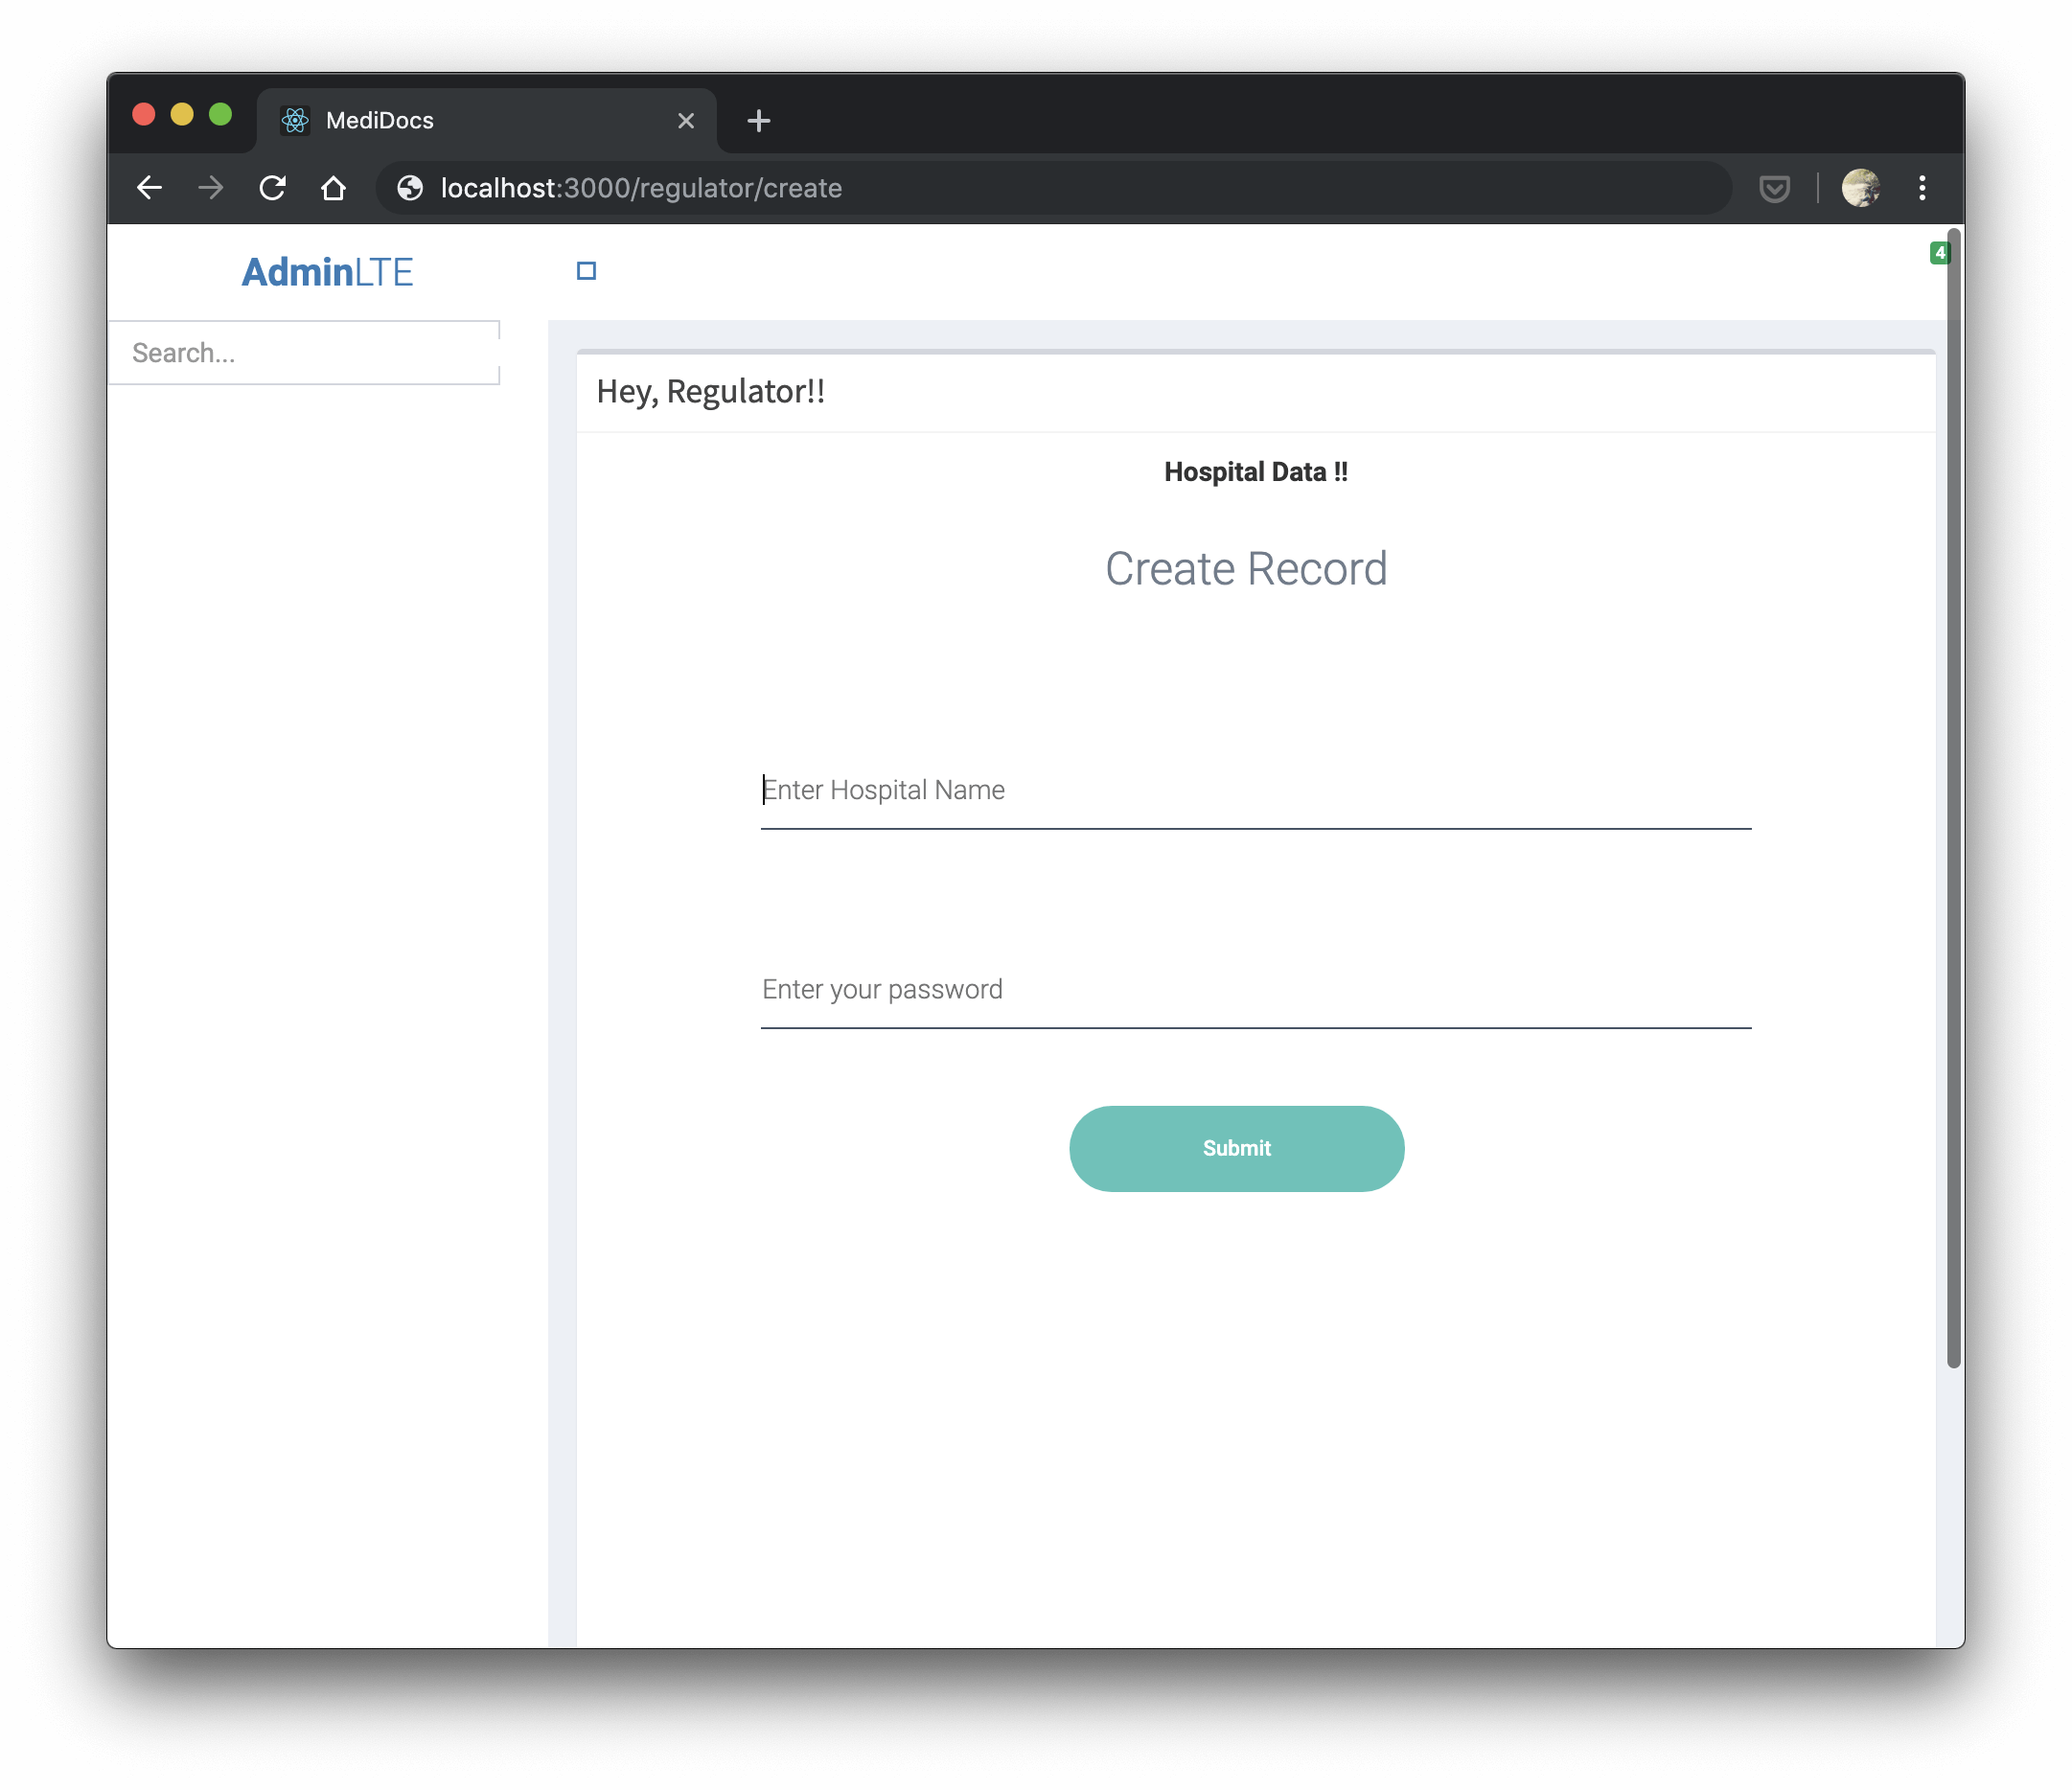 MediDocs
localhost:3000/regulator/create
AdminLTE
4
Search...
Hey, Regulator!!
Hospital Data !!
Create Record
Enter Hospital Name
Enter your password
Submit